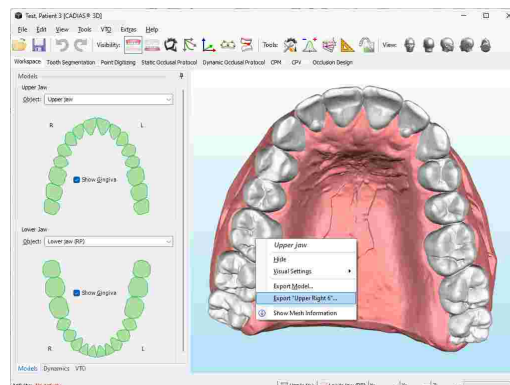 Test, Patient 3 [CADIAS® 3D]
File Edit View Tools VTO Extras Help
Visibility: Tools: View:
Workspace Tooth Segmentation Point Digitizing Static Occlusal Protocol Dynamic Occlusal Protocol CPM CPV Occlusion Design
Models
Upper Jaw
Object: Upper jaw
R L
Show Gingiva
Lower Jaw
Object: Lower jaw (RP)
Show Gingiva
R L
Models Dynamics VTO
Upper jaw
Hide
Visual Settings
Export Model...
Export "Upper Right 6"...
Show Mesh Information